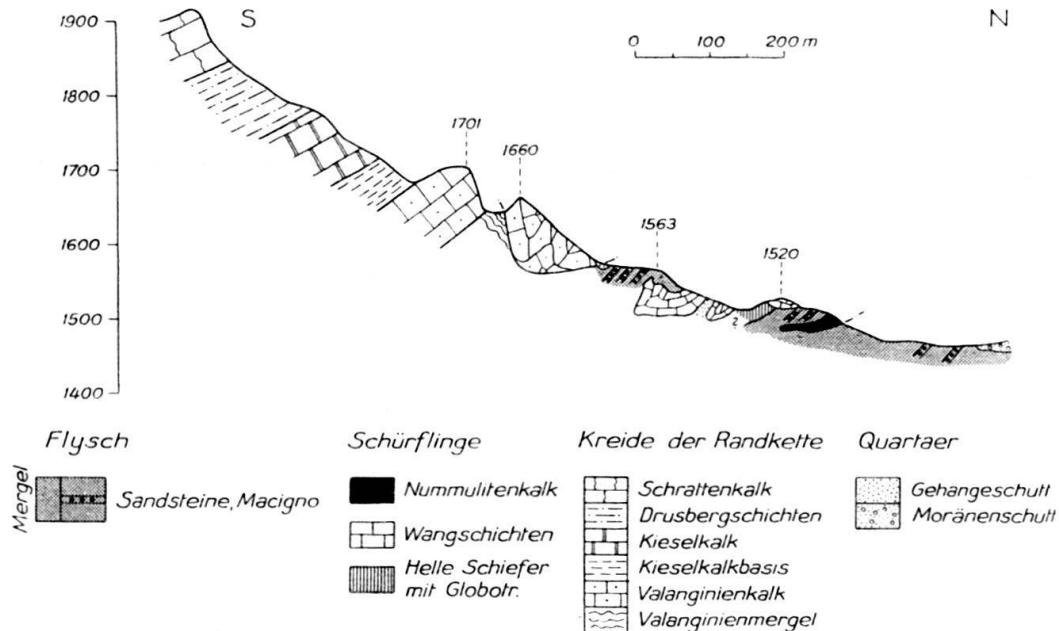 S
N
1900
1800
1700
1600
1500
1400
0 100 200 m
1701
1660
1563
1520
2
Flysch
Mergel
Sandsteine, Macigno
Schürflinge
Nummulitenkalk
Wangschichten
Helle Schiefer
mit Globotr.
Kreide der Randkette
Schrattenkalk
Drusbergschichten
Kieselkalk
Kieselkalkbasis
Valanginienkalk
Valanginienmergel
Quartaer
Gehangeschutt
Moränenschutt